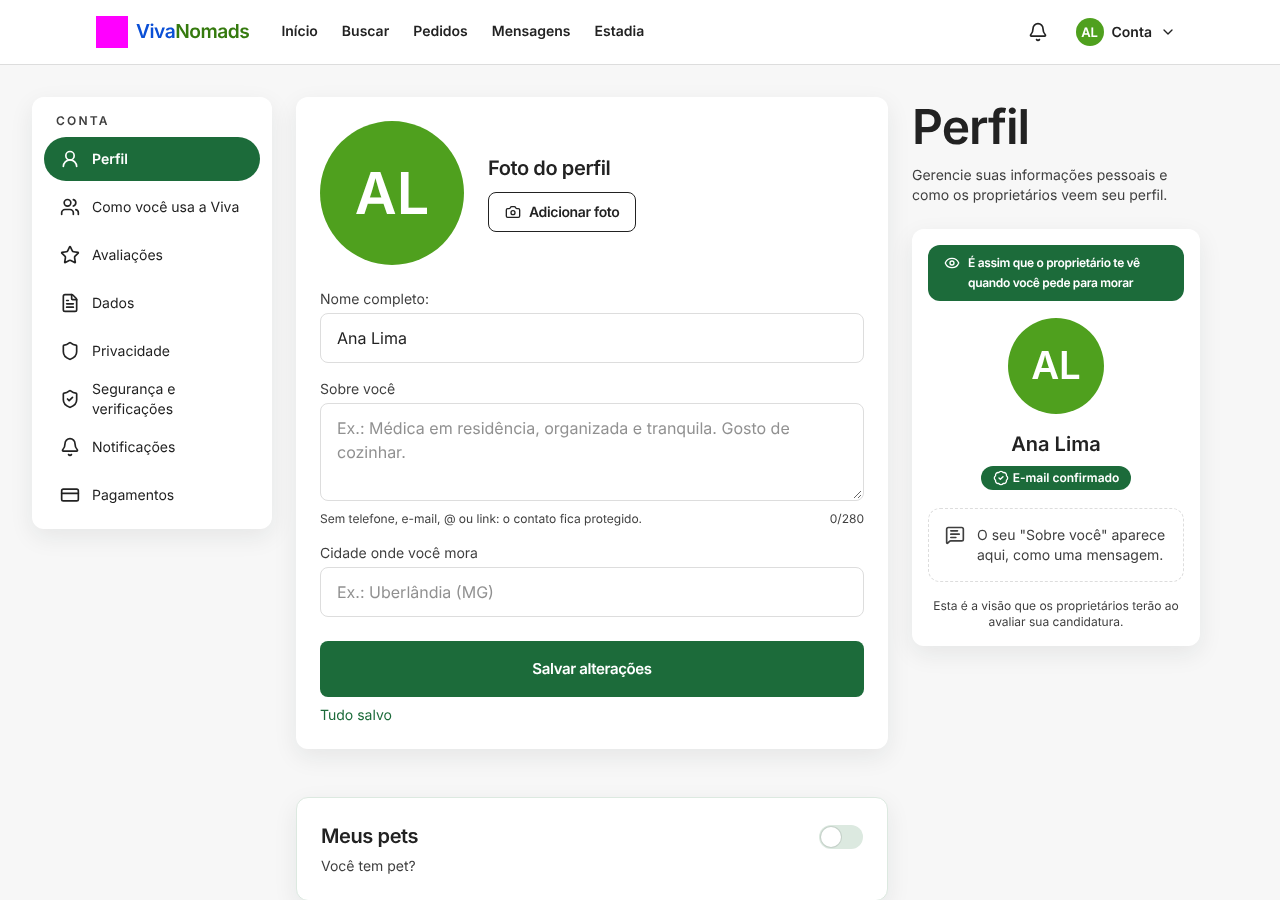 VivaNomads
Início
Buscar
Pedidos
Mensagens
Estadia
AL
Conta
CONTA
Perfil
Como você usa a Viva
Avaliações
Dados
Privacidade
Segurança e
verificações
Notificações
Pagamentos
AL
Foto do perfil
Adicionar foto
Nome completo:
Ana Lima
Sobre você
Ex.: Médica em residência, organizada e tranquila. Gosto de
cozinhar.
Sem telefone, e-mail, @ ou link: o contato fica protegido.
0/280
Cidade onde você mora
Ex.: Uberlândia (MG)
Salvar alterações
Tudo salvo
Meus pets
Você tem pet?
Perfil
Gerencie suas informações pessoais e
como os proprietários veem seu perfil.
É assim que o proprietário te vê
quando você pede para morar
AL
Ana Lima
E-mail confirmado
O seu "Sobre você" aparece
aqui, como uma mensagem.
Esta é a visão que os proprietários terão ao
avaliar sua candidatura.